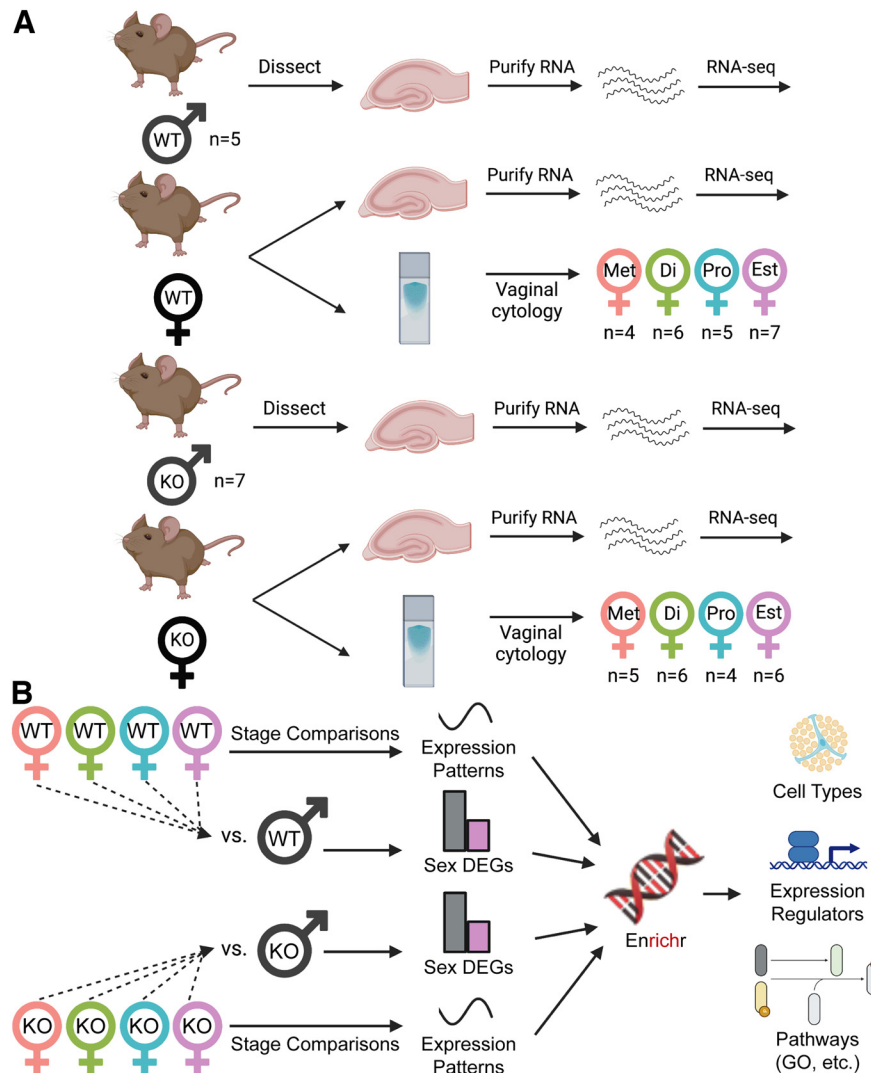 A
Dissect
Purify RNA
RNA-seq
WT
n=5
Purify RNA
RNA-seq
WT
Vaginal
cytology
Met Di Pro Est
n=4 n=6 n=5 n=7
Dissect
Purify RNA
RNA-seq
KO
n=7
Purify RNA
RNA-seq
KO
Vaginal
cytology
Met Di Pro Est
n=5 n=6 n=4 n=6
B
WT WT WT WT
Stage Comparisons
Expression
Patterns
vs. WT
Sex DEGs
vs. KO
Sex DEGs
KO KO KO KO
Stage Comparisons
Expression
Patterns
Enrichr
Cell Types
Expression
Regulators
Pathways
(GO, etc.)